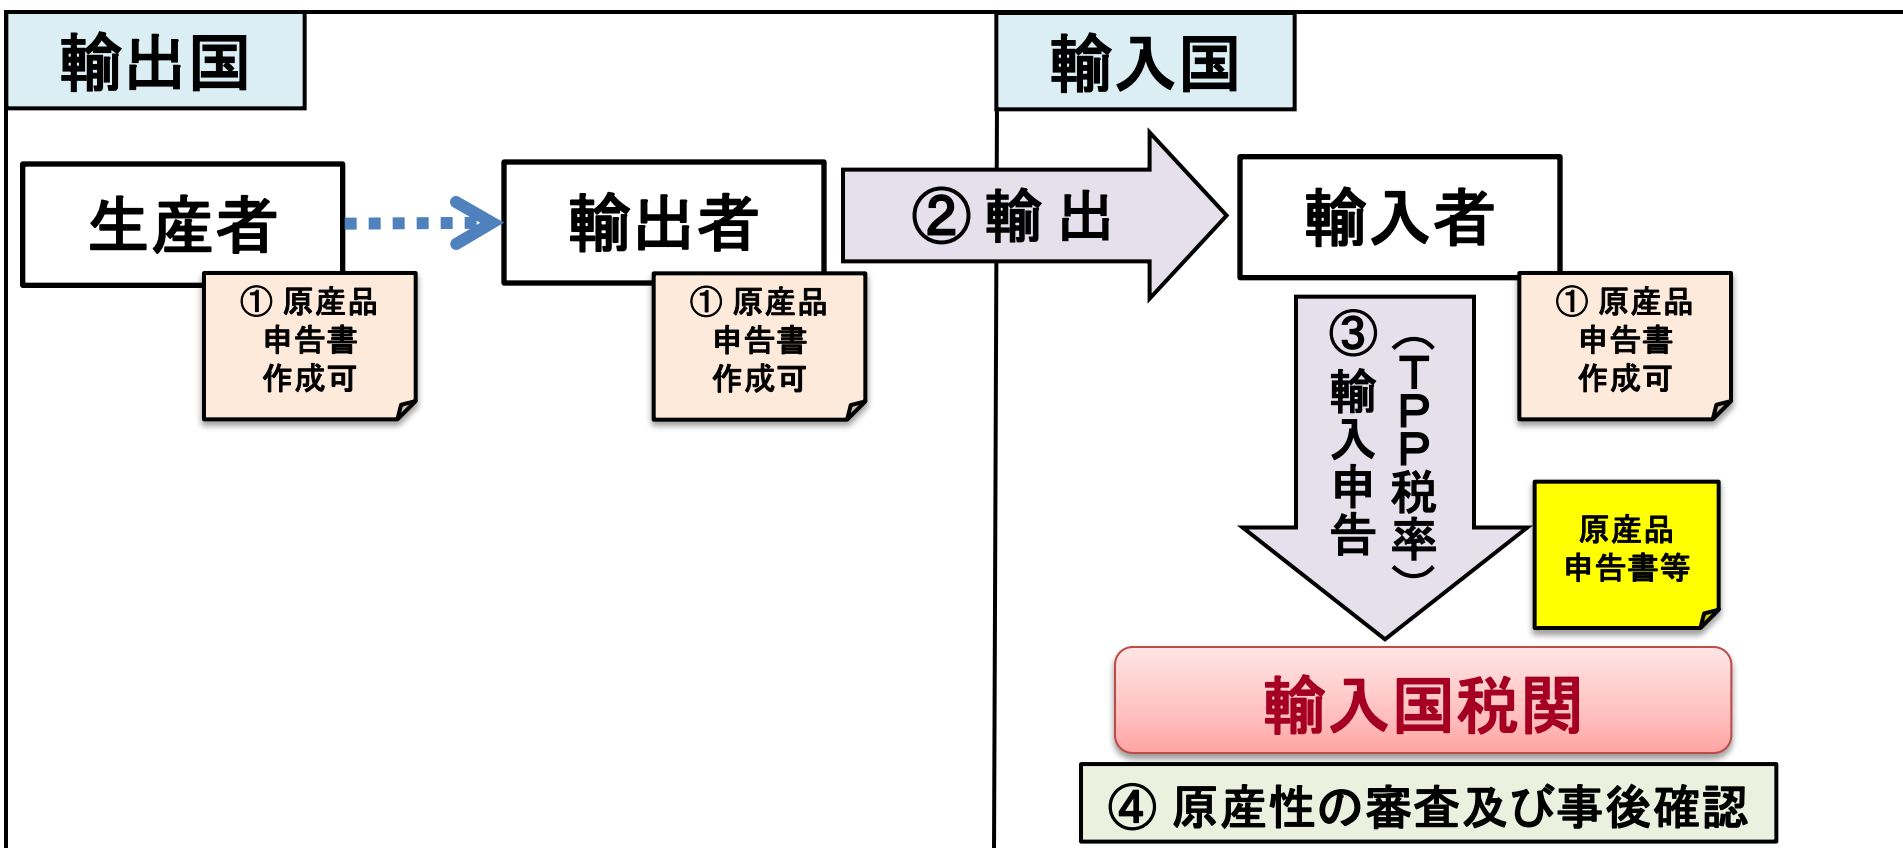 輸出国
輸入国
生産者
輸出者
②輸 出
輸入者
① 原産品
申告書
作成可
① 原産品
申告書
作成可
① 原産品
申告書
作成可
③輸入申告
（ＴＰＰ税率）
原産品
申告書等
輸入国税関
④ 原産性の審査及び事後確認